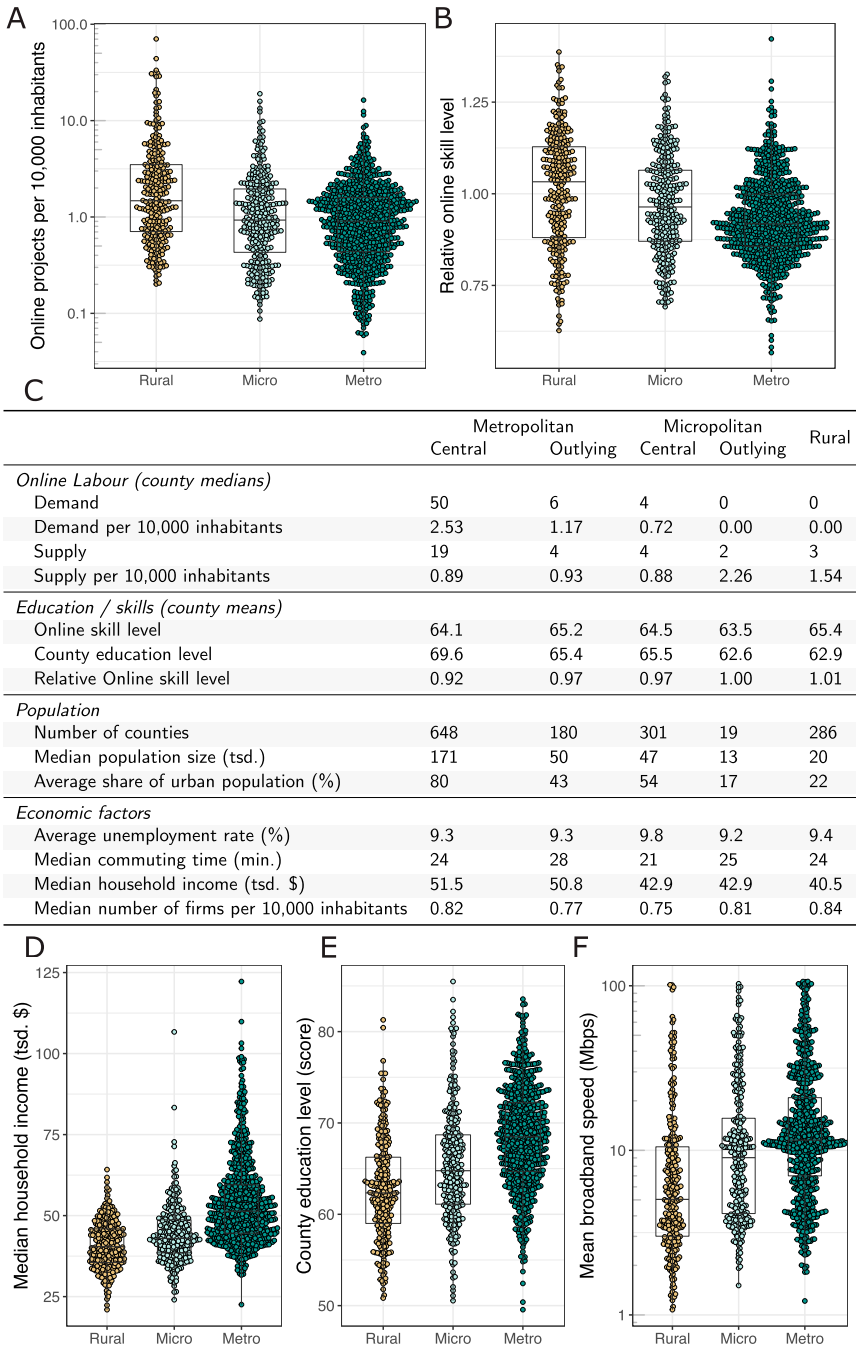 A
B
Online projects per 10,000 inhabitants
100.0
10.0
1.0
0.1
Rural Micro Metro
Relative online skill level
1.25
1.00
0.75
Rural Micro Metro
C
Metropolitan Micropolitan Rural
Central Outlying Central Outlying
Online Labour (county medians)
Demand 50 6 4 0 0
Demand per 10,000 inhabitants 2.53 1.17 0.72 0.00 0.00
Supply 19 4 4 2 3
Supply per 10,000 inhabitants 0.89 0.93 0.88 2.26 1.54
Education / skills (county means)
Online skill level 64.1 65.2 64.5 63.5 65.4
County education level 69.6 65.4 65.5 62.6 62.9
Relative Online skill level 0.92 0.97 0.97 1.00 1.01
Population
Number of counties 648 180 301 19 286
Median population size (tsd.) 171 50 47 13 20
Average share of urban population (%) 80 43 54 17 22
Economic factors
Average unemployment rate (%) 9.3 9.3 9.8 9.2 9.4
Median commuting time (min.) 24 28 21 25 24
Median household income (tsd. $) 51.5 50.8 42.9 42.9 40.5
Median number of firms per 10,000 inhabitants 0.82 0.77 0.75 0.81 0.84
D
E
F
Median household income (tsd. $)
125
100
75
50
25
Rural Micro Metro
County education level (score)
80
70
60
50
Rural Micro Metro
Mean broadband speed (Mbps)
100
10
1
Rural Micro Metro